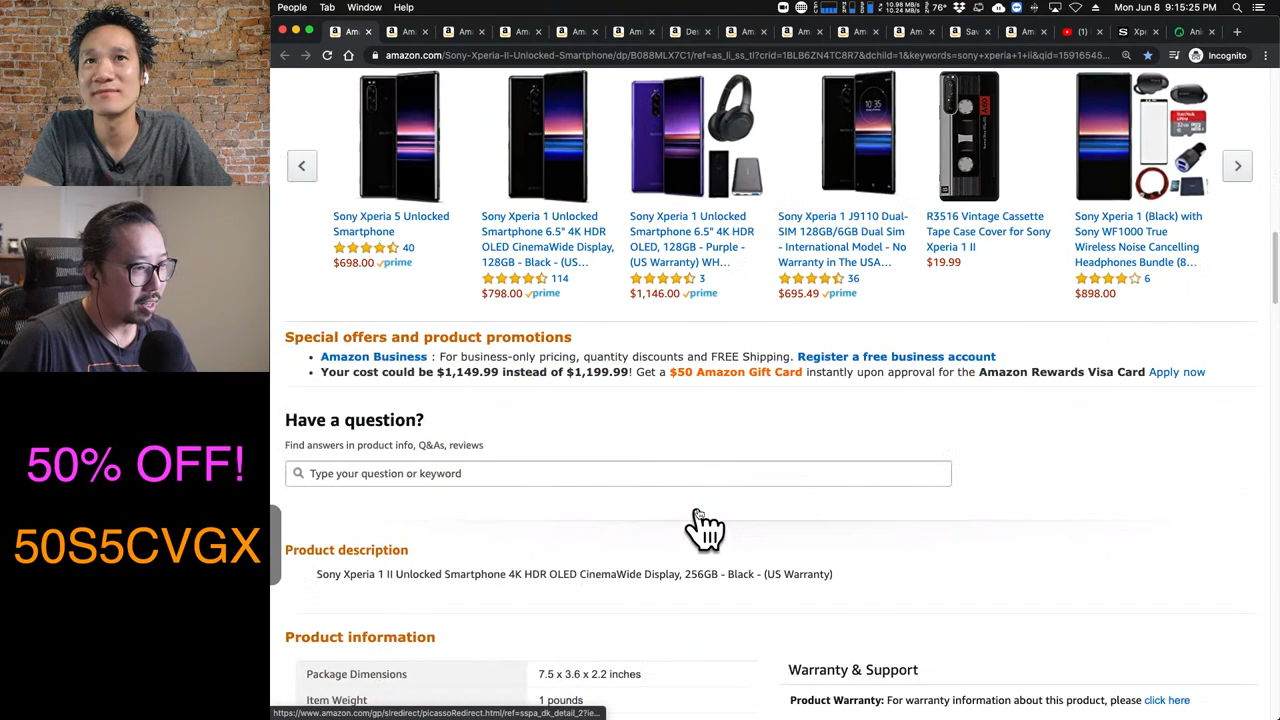 People Tab Window Help
Mon Jun 8 3:15:21 PM
amazon.com/Sony-Xperia-II-Unlocked-Smartphone/dp/B088MLX7C1/ref=as_li_ss_tl?crid=1BLB6ZN4TC8R7&dchild=1&keywords=sony+xperia+1+ii&qid=15916545...
Incognito
Sony Xperia 5 Unlocked
Smartphone
40
$698.00 prime
Sony Xperia 1 Unlocked
Smartphone 6.5" 4K HDR
OLED CinemaWide Display,
128GB - Black - (US...
114
$798.00 prime
Sony Xperia 1 Unlocked
Smartphone 6.5" 4K HDR
OLED, 128GB - Purple -
(US Warranty) WH...
3
$1,146.00 prime
Sony Xperia 1 J9110 Dual-
SIM 128GB/6GB Dual Sim
- International Model - No
Warranty in The USA...
36
$695.49 prime
R3516 Vintage Cassette
Tape Case Cover for Sony
Xperia 1 II
$19.99
Sony Xperia 1 (Black) with
Sony WF1000 True
Wireless Noise Cancelling
Headphones Bundle (8...
6
$898.00
Special offers and product promotions
• Amazon Business : For business-only pricing, quantity discounts and FREE Shipping. Register a free business account
• Your cost could be $1,149.99 instead of $1,199.99! Get a $50 Amazon Gift Card instantly upon approval for the Amazon Rewards Visa Card Apply now
Have a question?
Find answers in product info, Q&As, reviews
Type your question or keyword
50% OFF!
50S5CVGX
Product description
Sony Xperia 1 II Unlocked Smartphone 4K HDR OLED CinemaWide Display, 256GB - Black - (US Warranty)
Product information
Package Dimensions 7.5 x 3.6 x 2.2 inches
Item Weight 1 pounds
Warranty & Support
Product Warranty: For warranty information about this product, please click here
https://www.amazon.com/gp/slredirect/picassoRedirect.html/ref=sspa_dk_detail_2?ie...